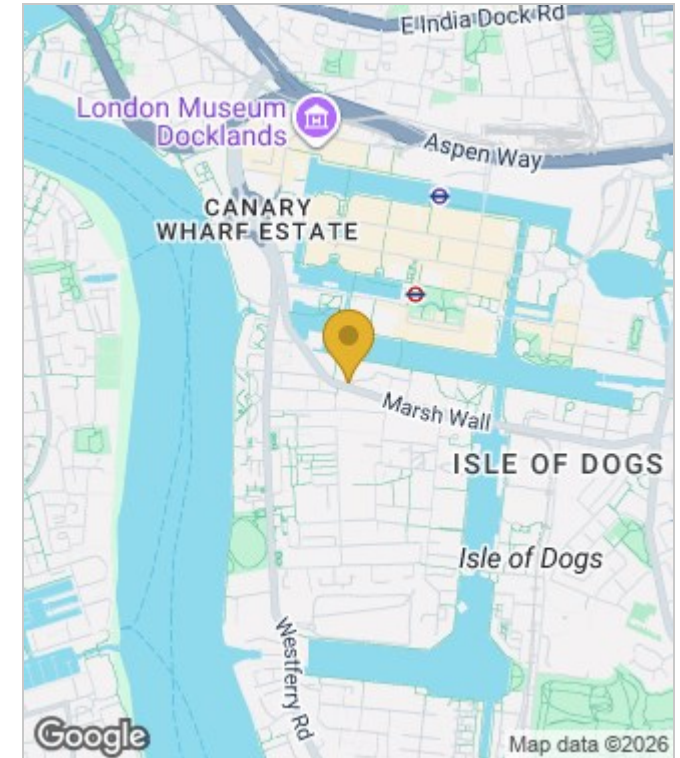 E India Dock Rd
London Museum
Docklands
Aspen Way
CANARY
WHARF ESTATE
Marsh Wall
ISLE OF DOGS
Isle of Dogs
Westferry Rd
Google
Map data ©2026